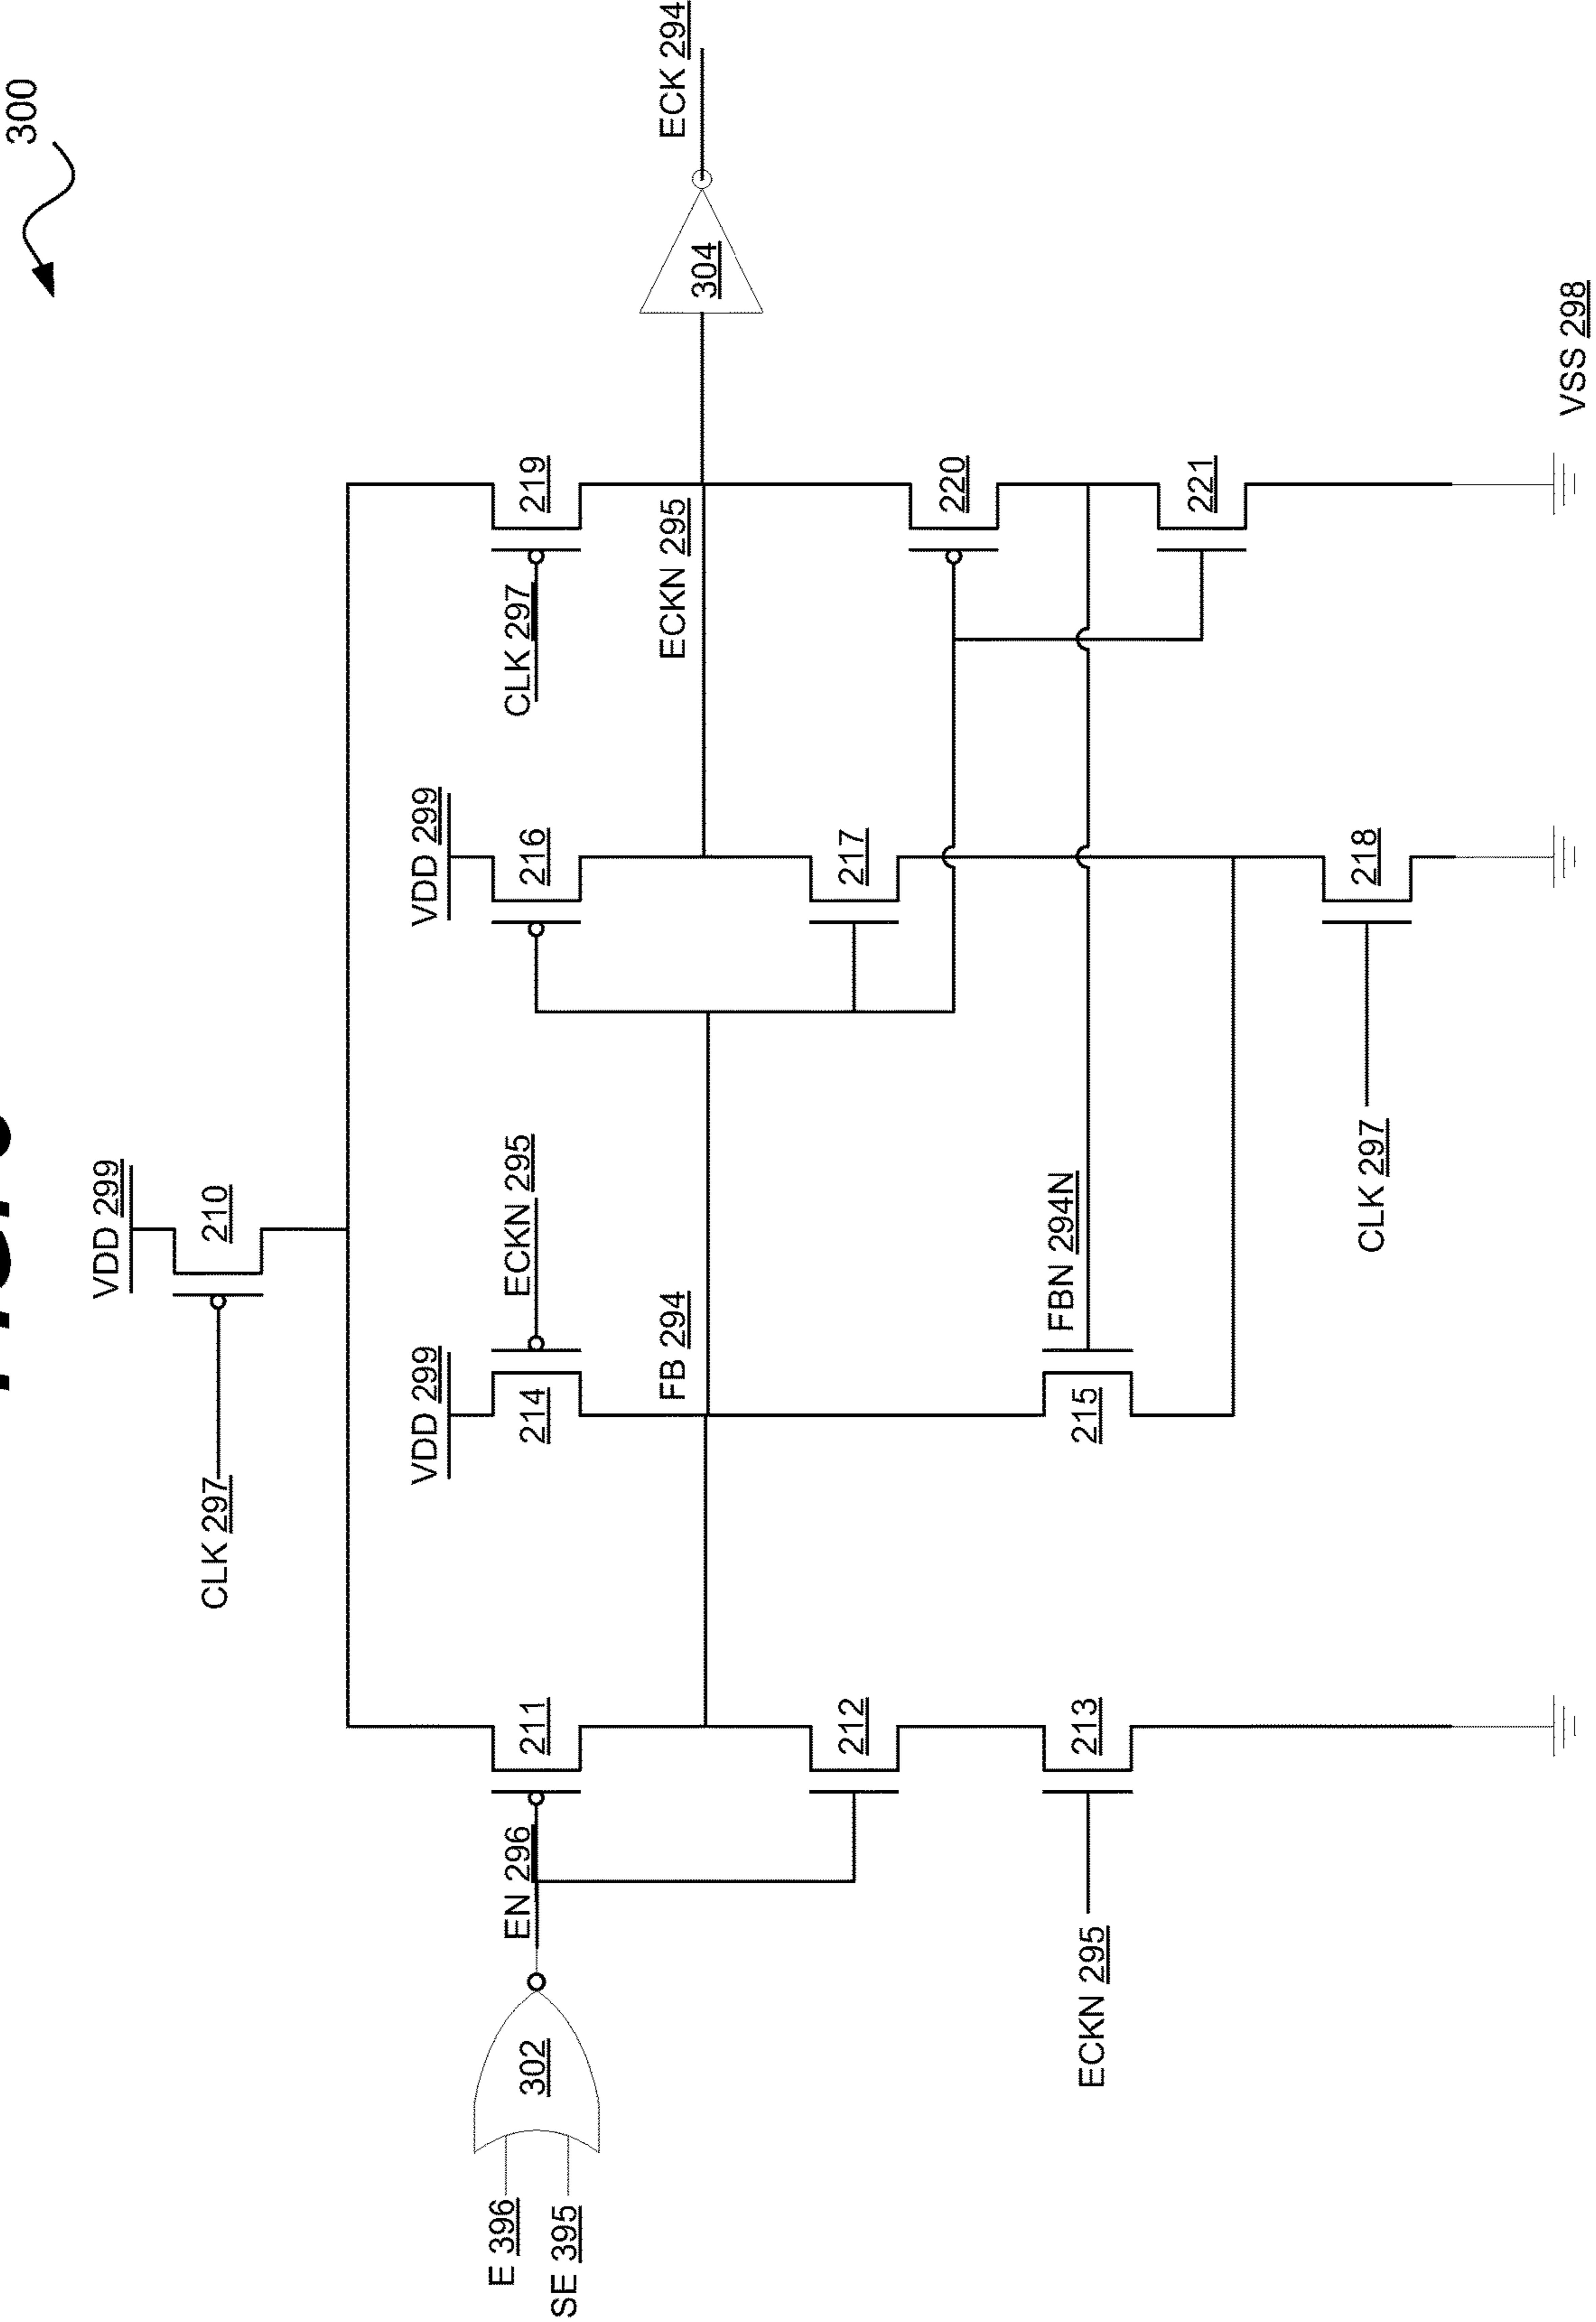 300
VDD 299
CLK 297
210
VDD 299
VDD 299
E 396
SE 395
302
EN 296
211
214
ECKN 295
216
CLK 297
219
FB 294
ECKN 295
304
ECK 294
212
217
220
ECKN 295
213
215
FBN 294N
221
CLK 297
218
VSS 298